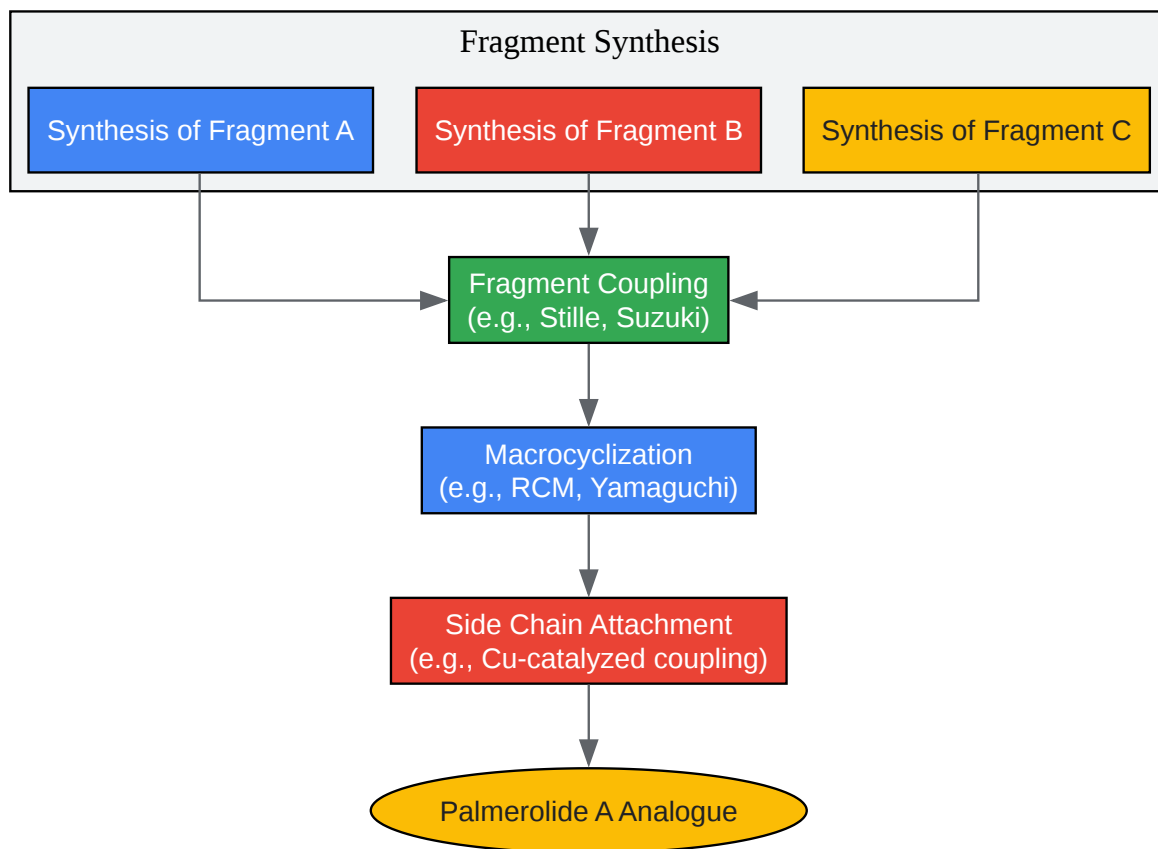 Fragment Synthesis
Synthesis of Fragment A
Synthesis of Fragment B
Synthesis of Fragment C
Fragment Coupling
(e.g., Stille, Suzuki)
Macrocyclization
(e.g., RCM, Yamaguchi)
Side Chain Attachment
(e.g., Cu-catalyzed coupling)
Palmerolide A Analogue